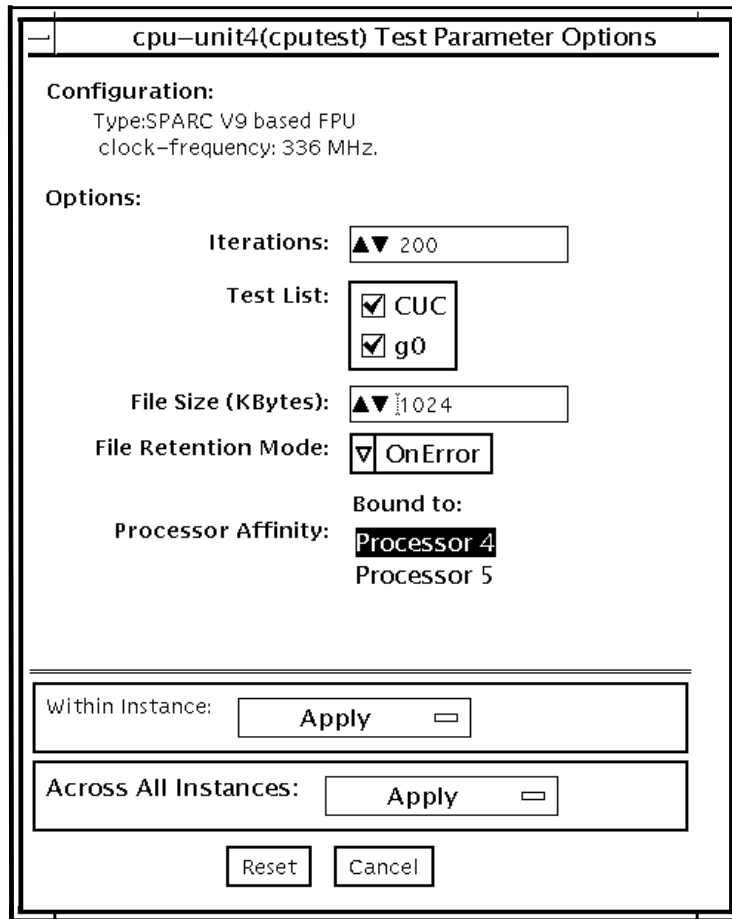 cpu-unit4(cputest) Test Parameter Options
Configuration:
Type:SPARC V9 based FPU
clock-frequency: 336 MHz.
Options:
Iterations: 200
Test List: CUC
g0
File Size (KBytes): 1024
File Retention Mode: OnError
Bound to:
Processor Affinity: Processor 4
Processor 5
Within Instance: Apply
Across All Instances: Apply
Reset Cancel